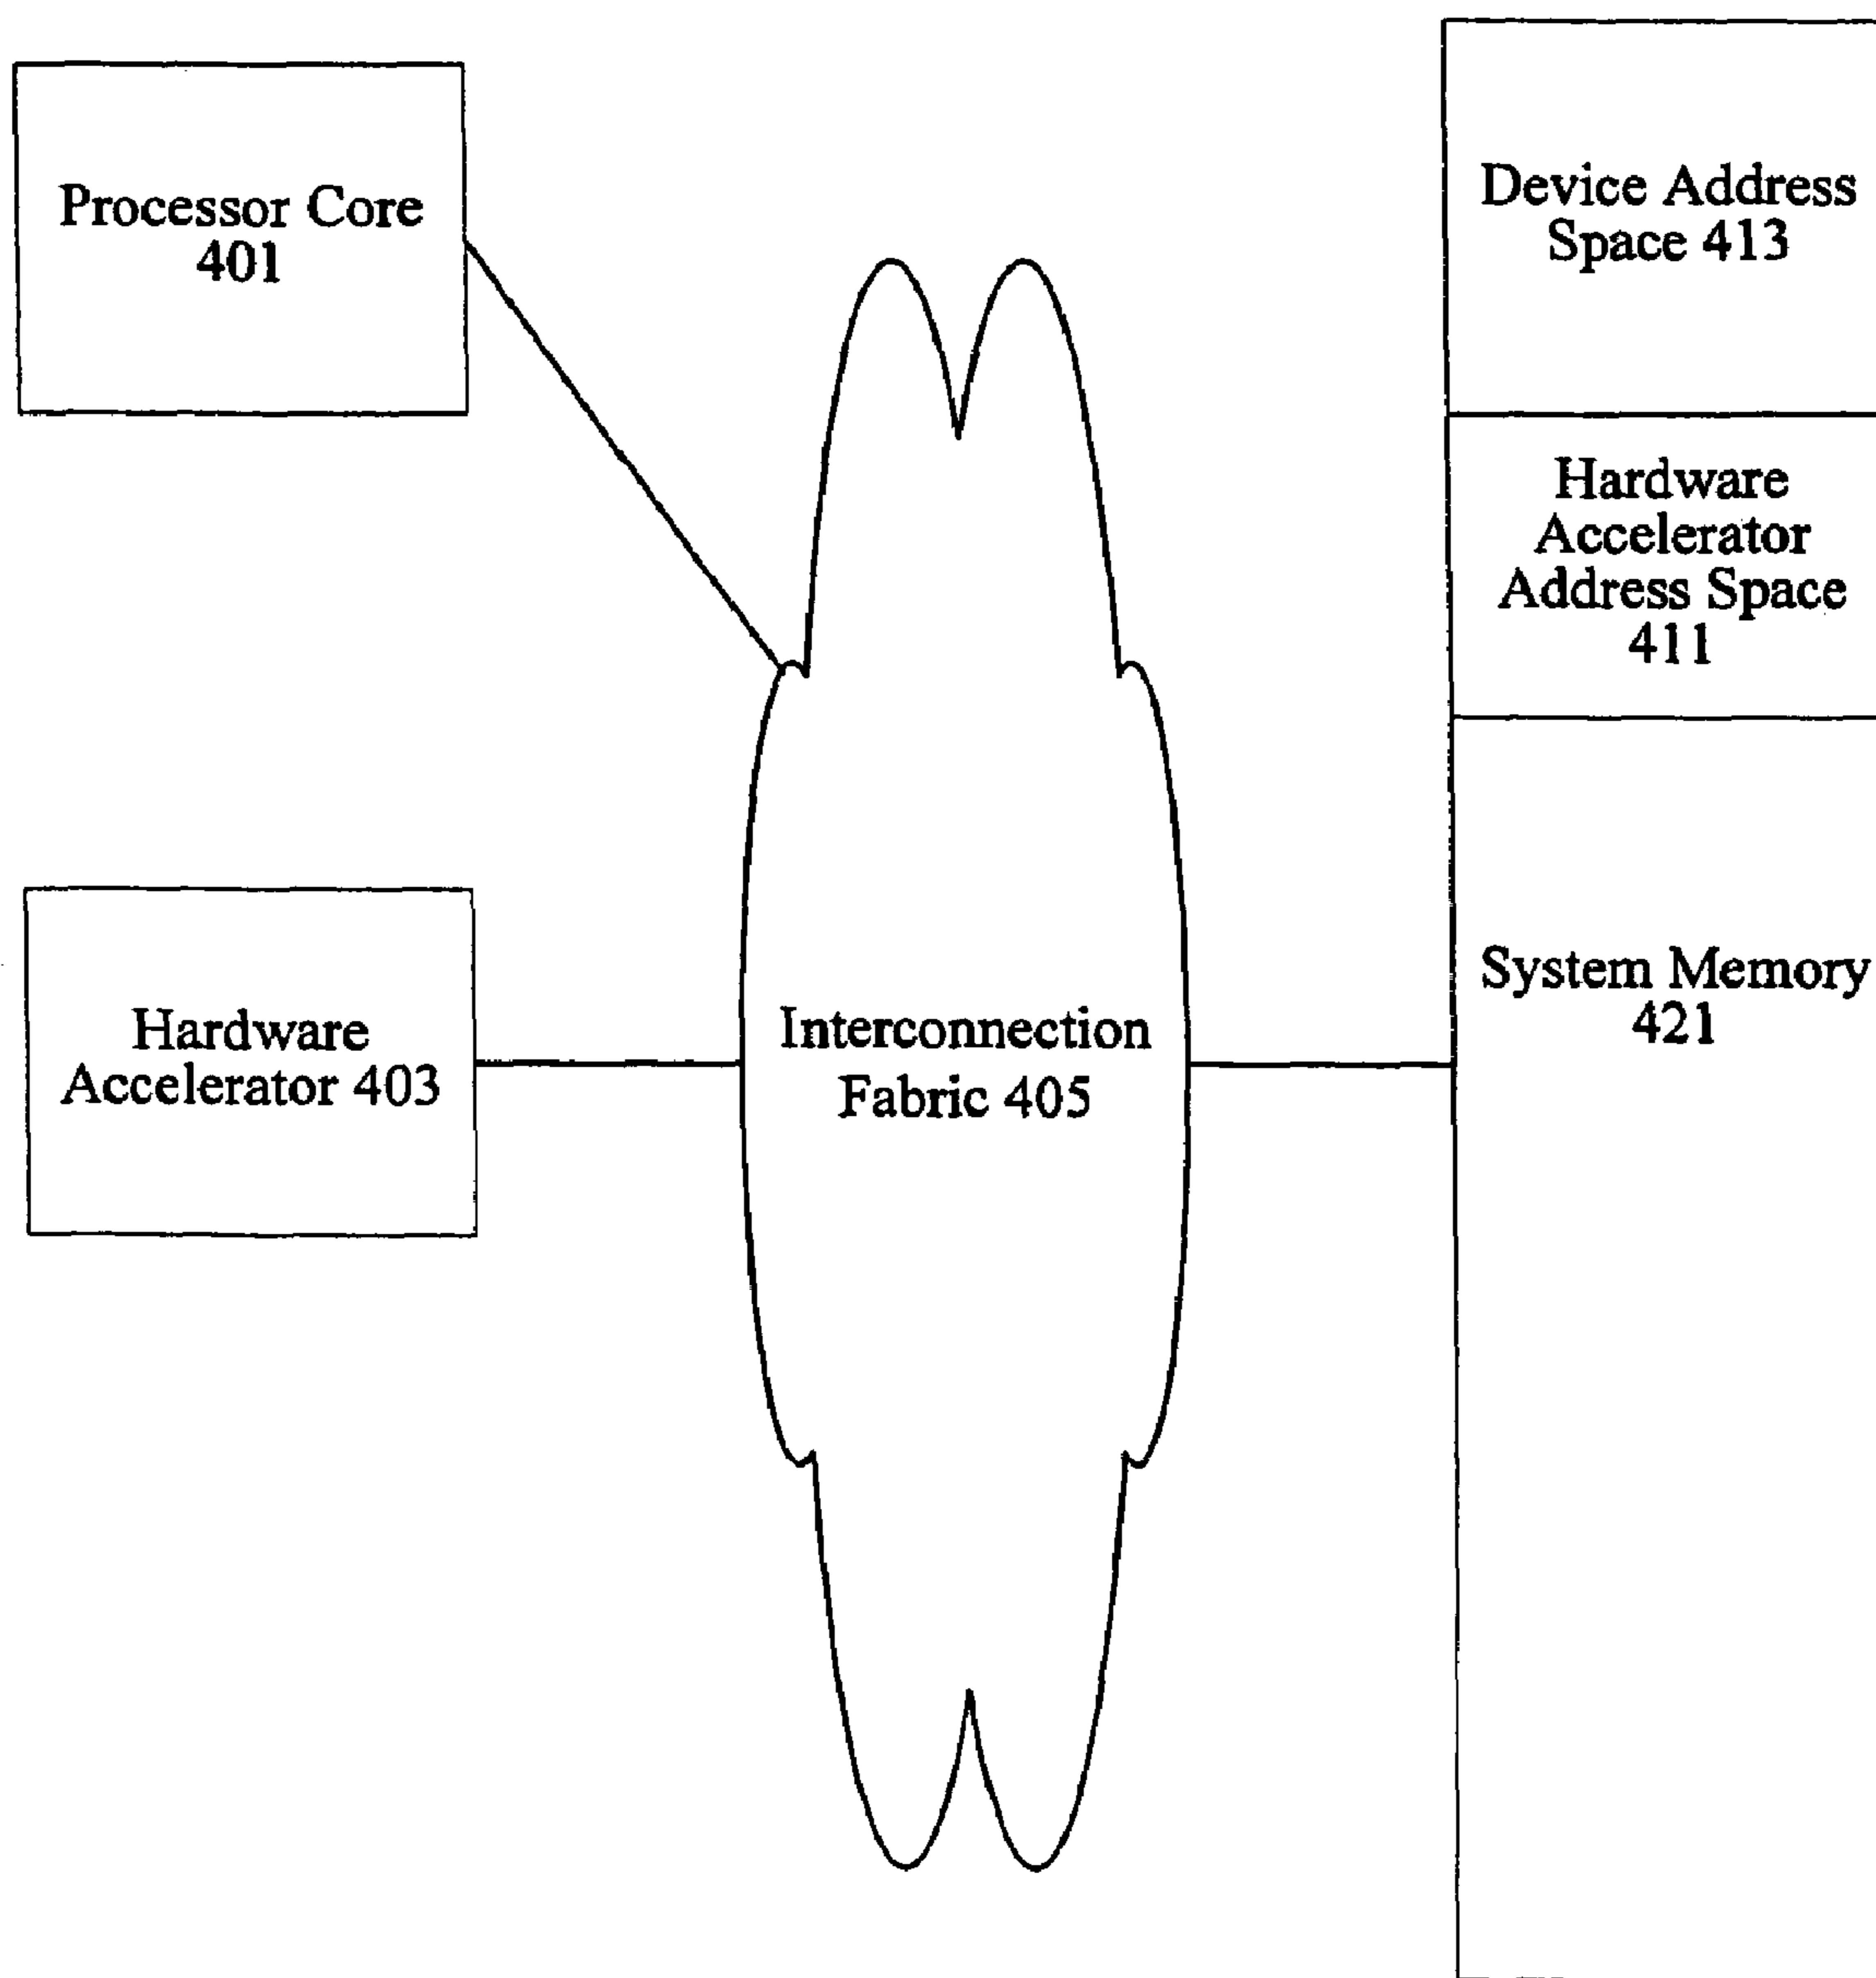 Processor Core
401
Device Address
Space 413
Hardware
Accelerator
Address Space
411
System Memory
421
Hardware
Accelerator 403
Interconnection
Fabric 405